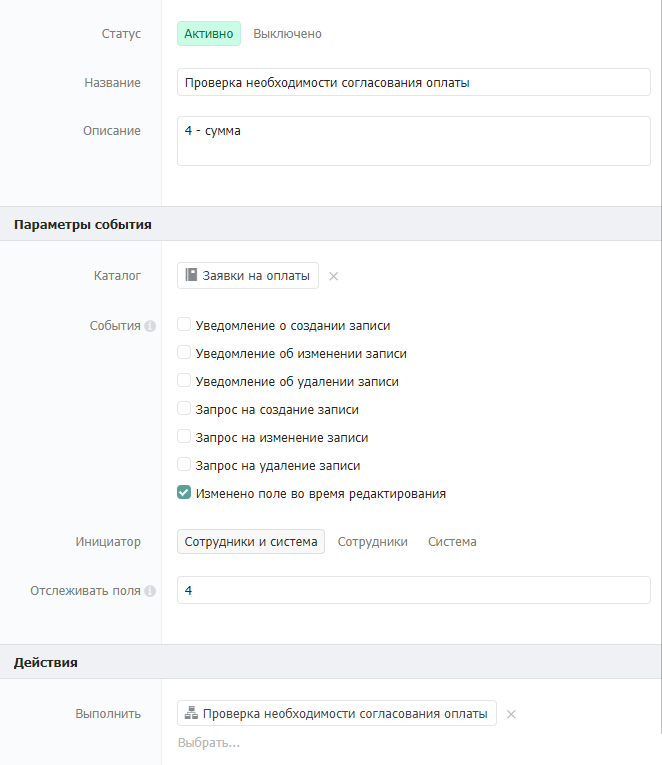 Статус Активно Выключено
Название Проверка необходимости согласования оплаты
Описание 4 - сумма
Параметры события
Каталог Заявки на оплаты ×
События Уведомление о создании записи
Уведомление об изменении записи
Уведомление об удалении записи
Запрос на создание записи
Запрос на изменение записи
Запрос на удаление записи
Изменено поле во время редактирования
Инициатор Сотрудники и система Сотрудники Система
Отслеживать поля 4
Действия
Выполнить Проверка необходимости согласования оплаты ×
Выбрать...